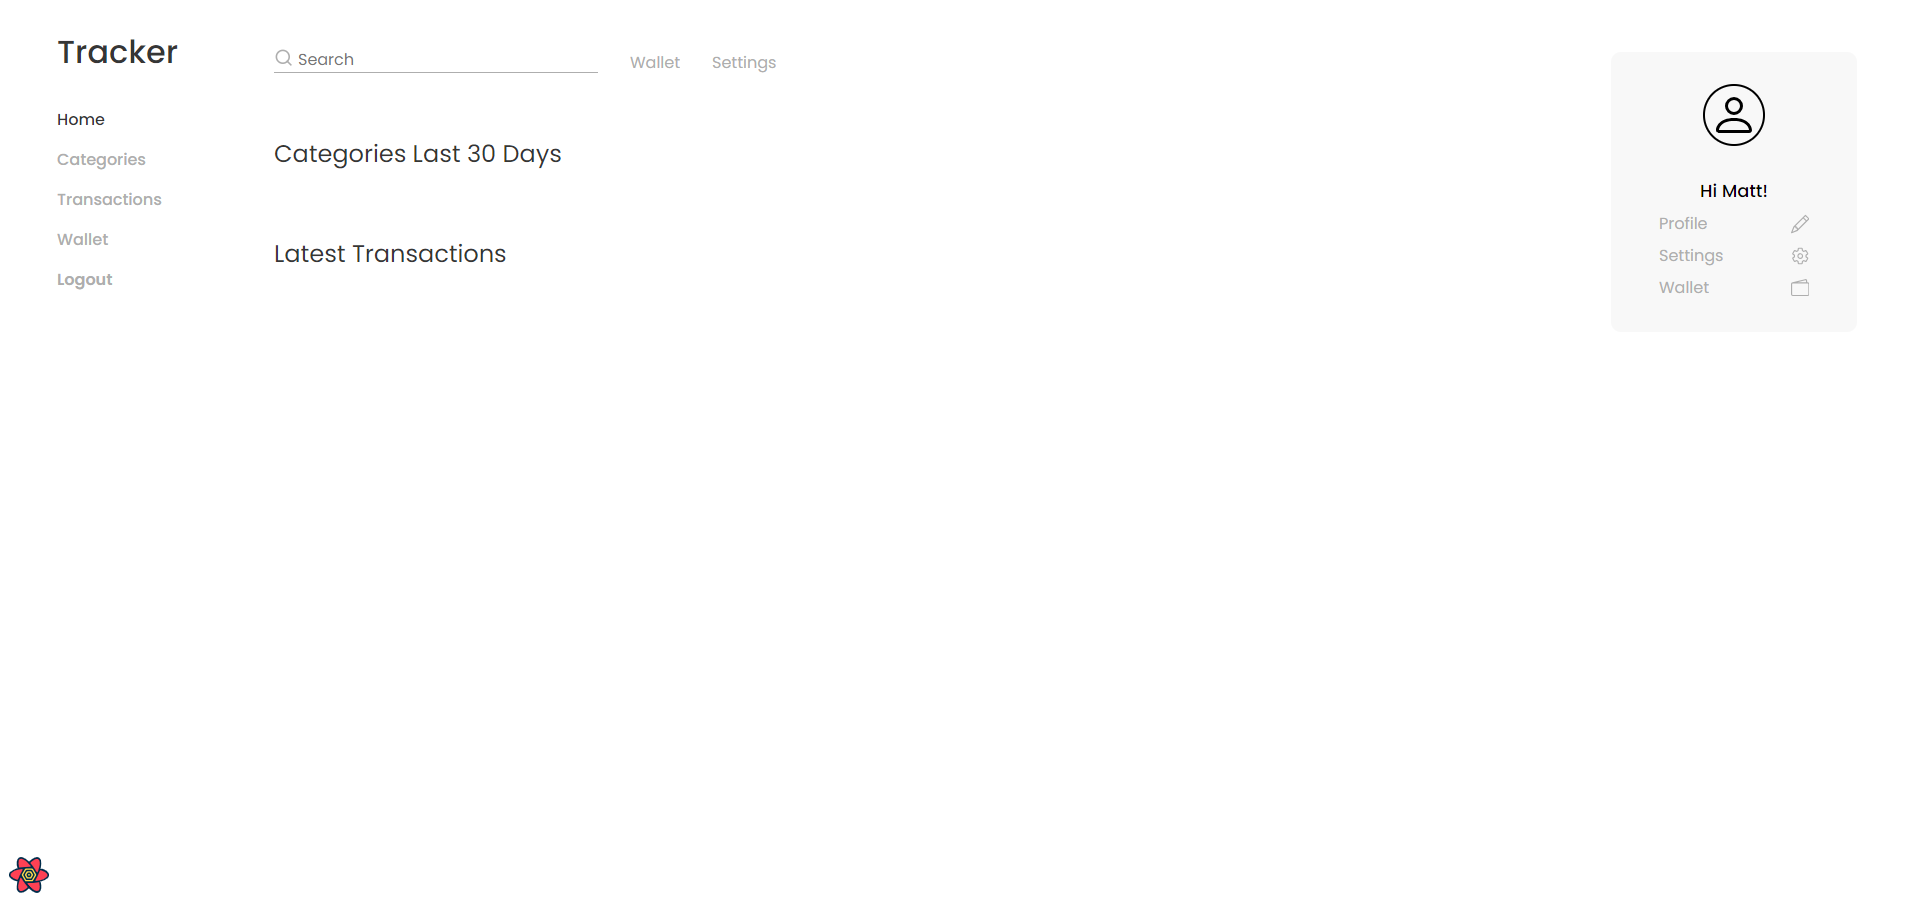 Tracker
Search
Wallet
Settings
Home
Categories
Transactions
Wallet
Logout
Categories Last 30 Days
Latest Transactions
Hi Matt!
Profile
Settings
Wallet